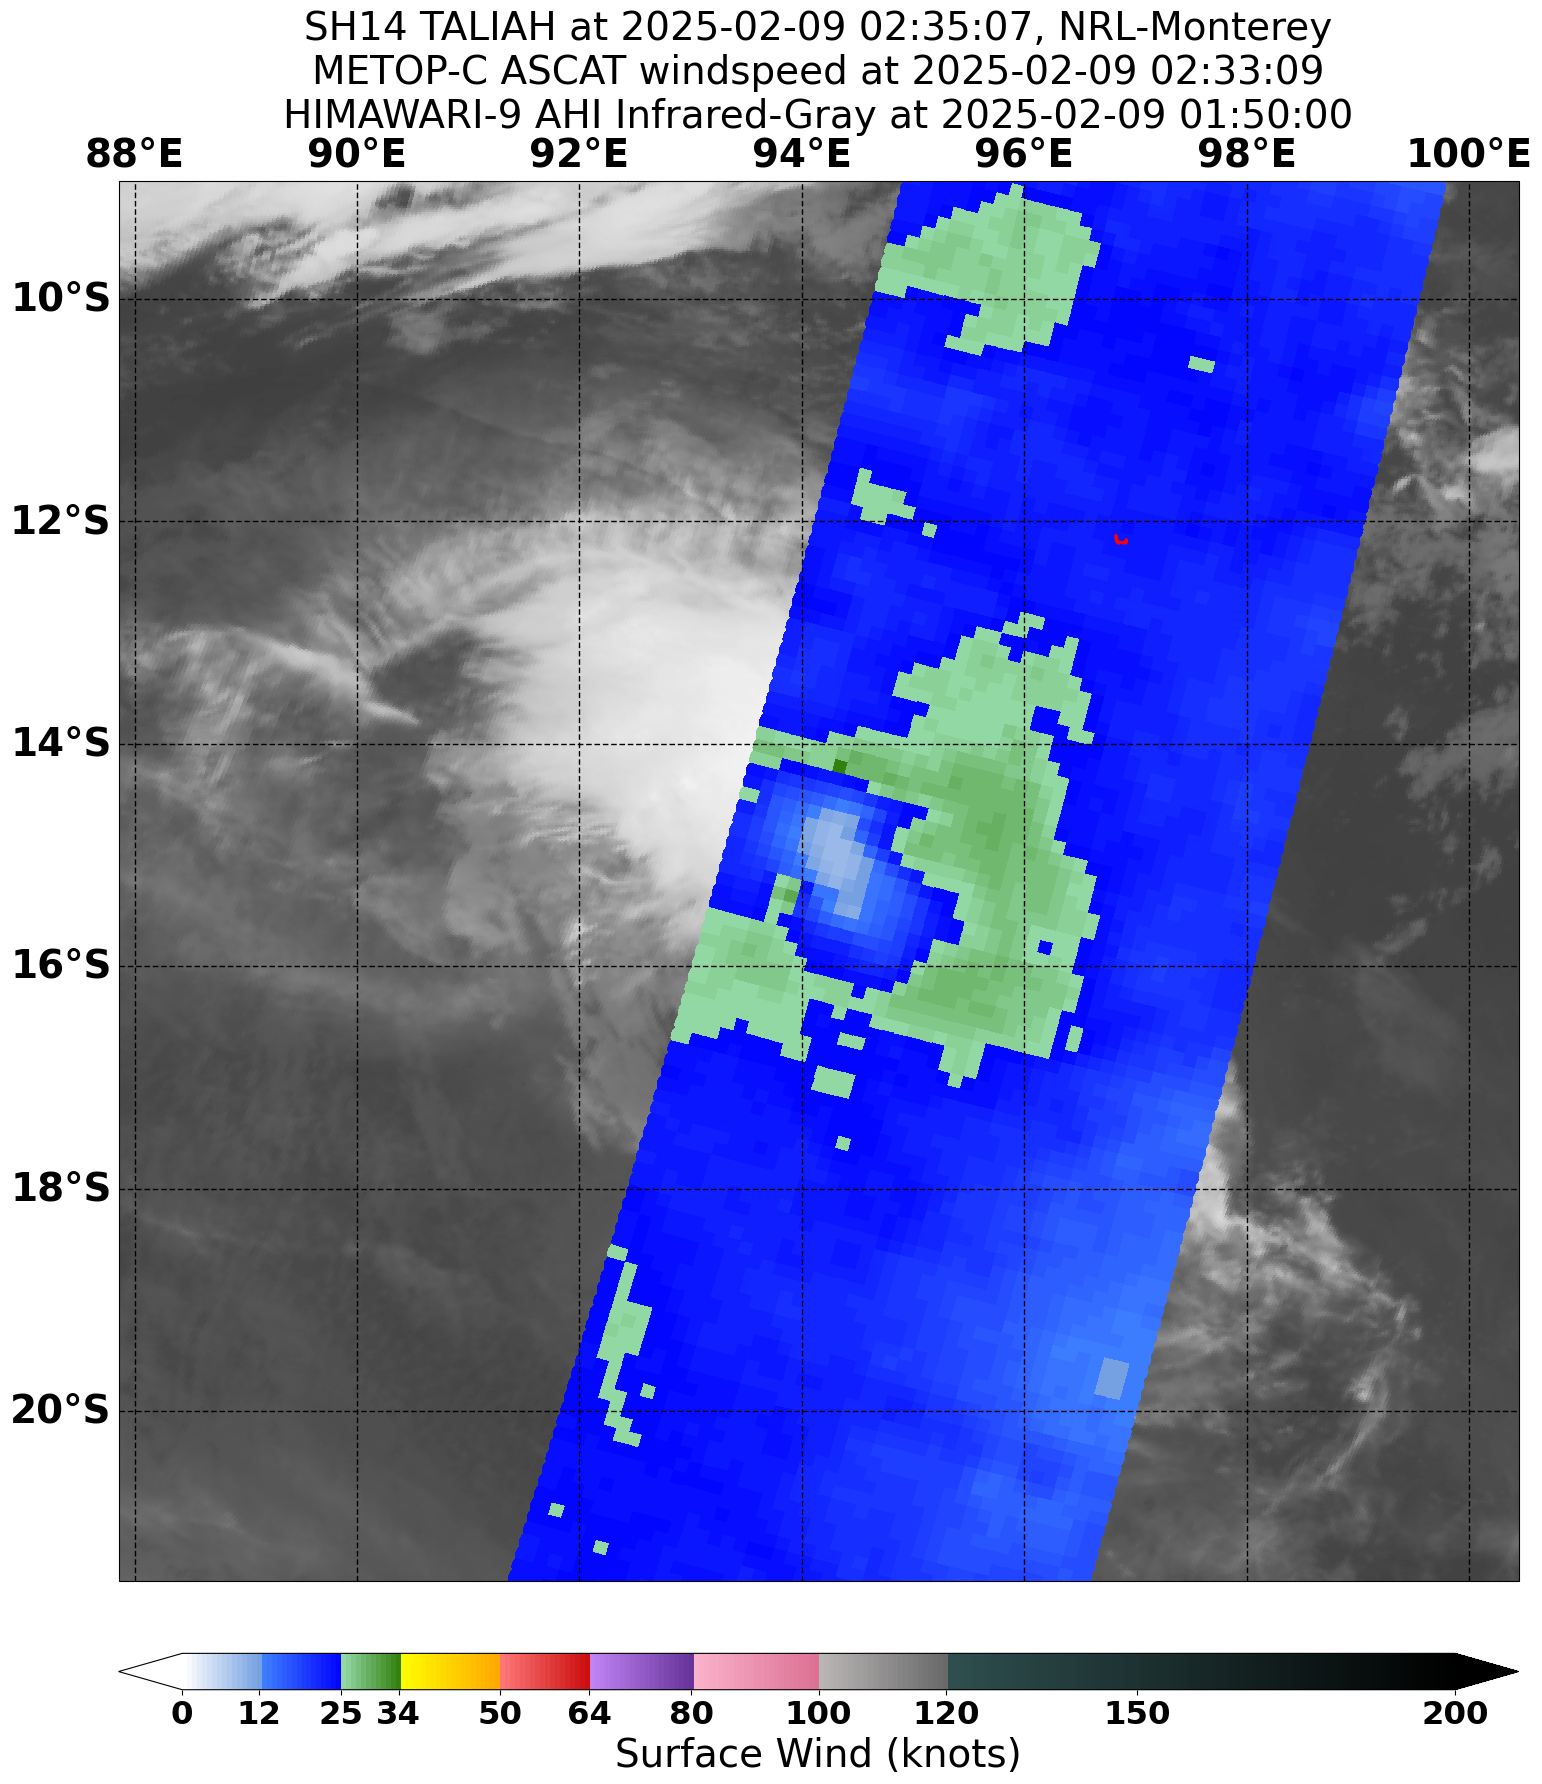 SH14 TALIAH at 2025-02-09 02:35:07, NRL-Monterey
METOP-C ASCAT windspeed at 2025-02-09 02:33:09
HIMAWARI-9 AHI Infrared-Gray at 2025-02-09 01:50:00
88°E 90°E 92°E 94°E 96°E 98°E 100°E
10°S
12°S
14°S
16°S
18°S
20°S
0 12 25 34 50 64 80 100 120 150 200
Surface Wind (knots)